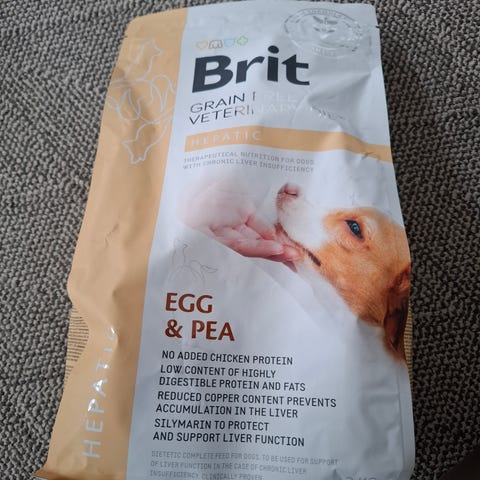 Brit
GRAIN FREE
VETERINARY DIET
HEPATIC
THERAPEUTICAL NUTRITION FOR DOGS
WITH CHRONIC LIVER INSUFFICIENCY
EGG
& PEA
NO ADDED CHICKEN PROTEIN
LOW CONTENT OF HIGHLY
DIGESTIBLE PROTEIN AND FATS
REDUCED COPPER CONTENT PREVENTS
ACCUMULATION IN THE LIVER
SILYMARIN TO PROTECT
AND SUPPORT LIVER FUNCTION
DIETETIC COMPLETE FEED FOR DOGS, TO BE USED FOR SUPPORT
OF LIVER FUNCTION IN THE CASE OF CHRONIC LIVER
INSUFFICIENCY. CLINICALLY PROVEN
HEPATIC